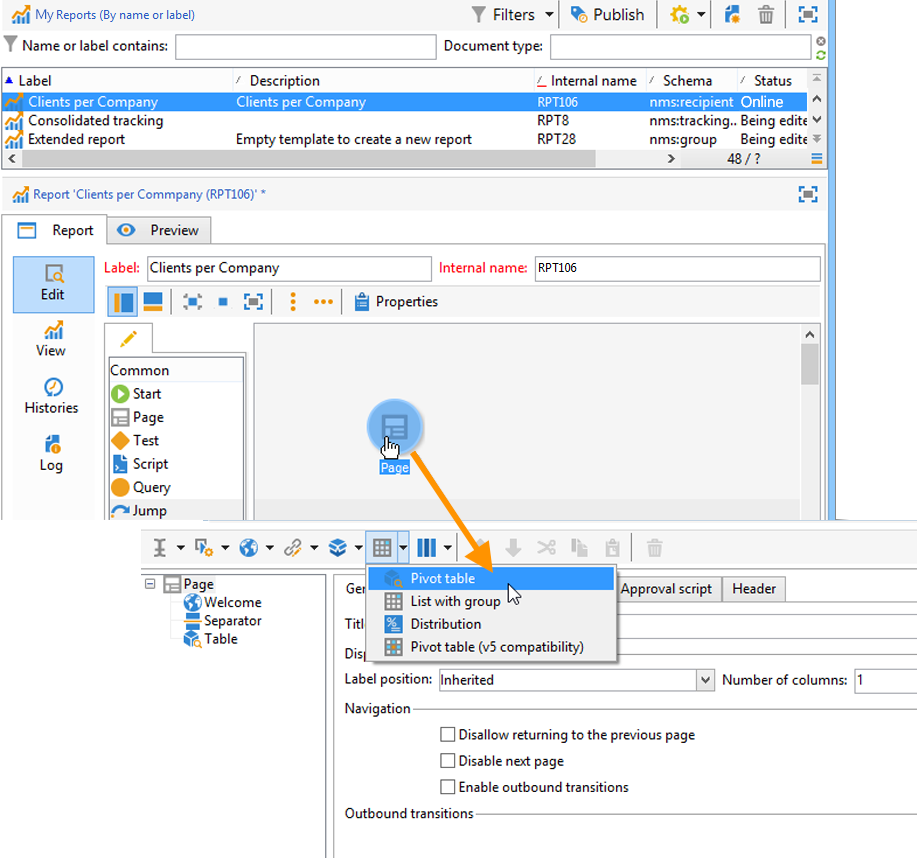 My Reports (By name or label) Filters Publish
Name or label contains: Document type:
Label Description Internal name Schema Status
Clients per Company Clients per Company RPT106 nms:recipient Online
Consolidated tracking RPT8 nms:tracking... Being edite
Extended report Empty template to create a new report RPT28 nms:group Being edite
48 / ?
Report 'Clients per Commpany (RPT106)' *
Report Preview
Label: Clients per Company Internal name: RPT106
Edit
Properties
View
Histories
Log
Common
Start
Page
Test
Script
Query
Jump
Page
Page
Welcome
Separator
Table
Pivot table
List with group
Distribution
Pivot table (v5 compatibility)
Ger Approval script Header
Titl
Disp
Label position: Inherited Number of columns: 1
Navigation
Disallow returning to the previous page
Disable next page
Enable outbound transitions
Outbound transitions